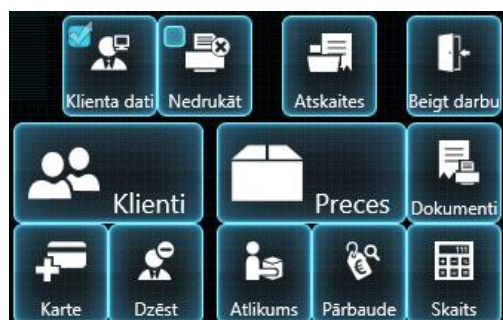 Klienta dati
Nedrukāt
Atskaites
Beigt darbu
Klienti
Preces
Dokumenti
Karte
Dzēst
Atlikums
Pārbaude
Skaits